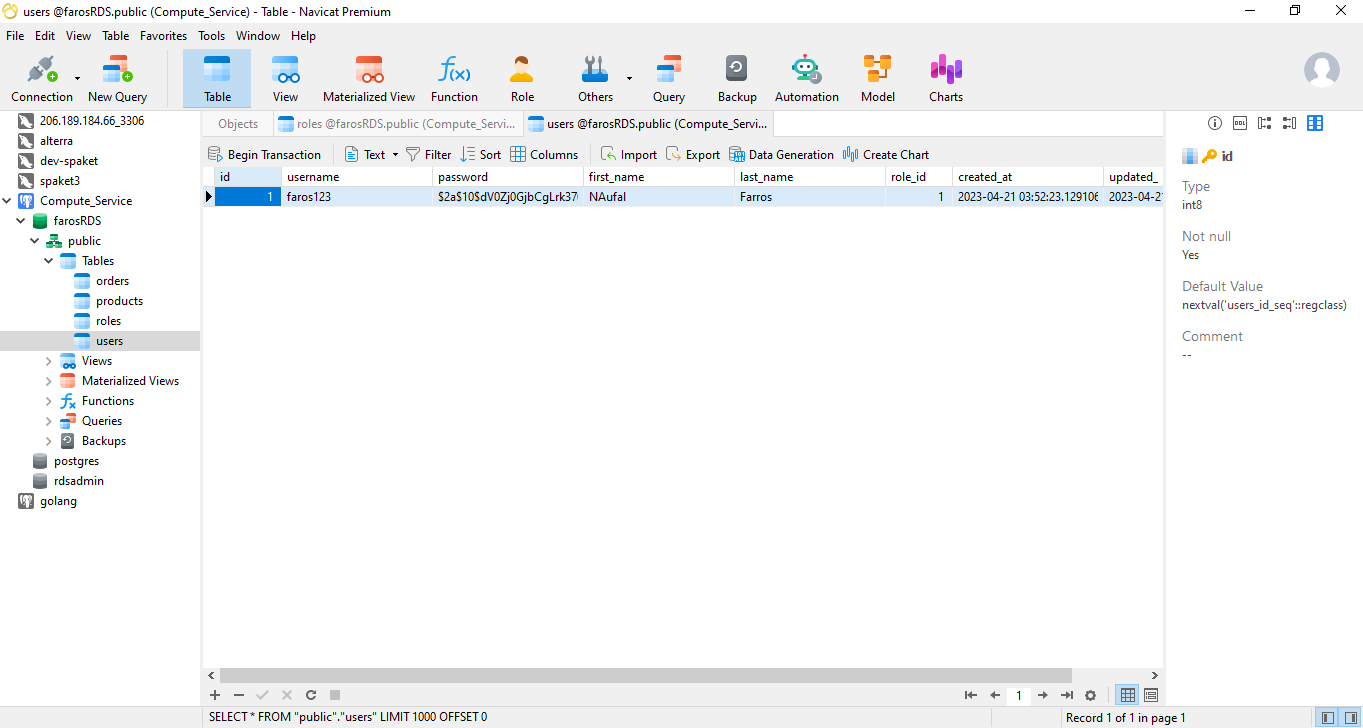 users @farosRDS.public (Compute_Service) - Table - Navicat Premium
File Edit View Table Favorites Tools Window Help
Connection New Query Table View Materialized View Function Role Others Query Backup Automation Model Charts
206.189.184.66_3306
alterra
dev-spaket
spaket3
Compute_Service
farosRDS
public
Tables
orders
products
roles
users
Views
Materialized Views
Functions
Queries
Backups
postgres
rdsadmin
golang
Objects roles @farosRDS.public (Compute_Servi... users @farosRDS.public (Compute_Servi...
Begin Transaction Text Filter Sort Columns Import Export Data Generation Create Chart
id username password first_name last_name role_id created_at updated_
1 faros123 $2a$10$dV0Zj0GjbCgLrk37 NAufal Farros 1 2023-04-21 03:52:23.129106 2023-04-2
1
SELECT * FROM "public"."users" LIMIT 1000 OFFSET 0
Record 1 of 1 in page 1
DDL
id
Type
int8
Not null
Yes
Default Value
nextval('users_id_seq'::regclass)
Comment
--